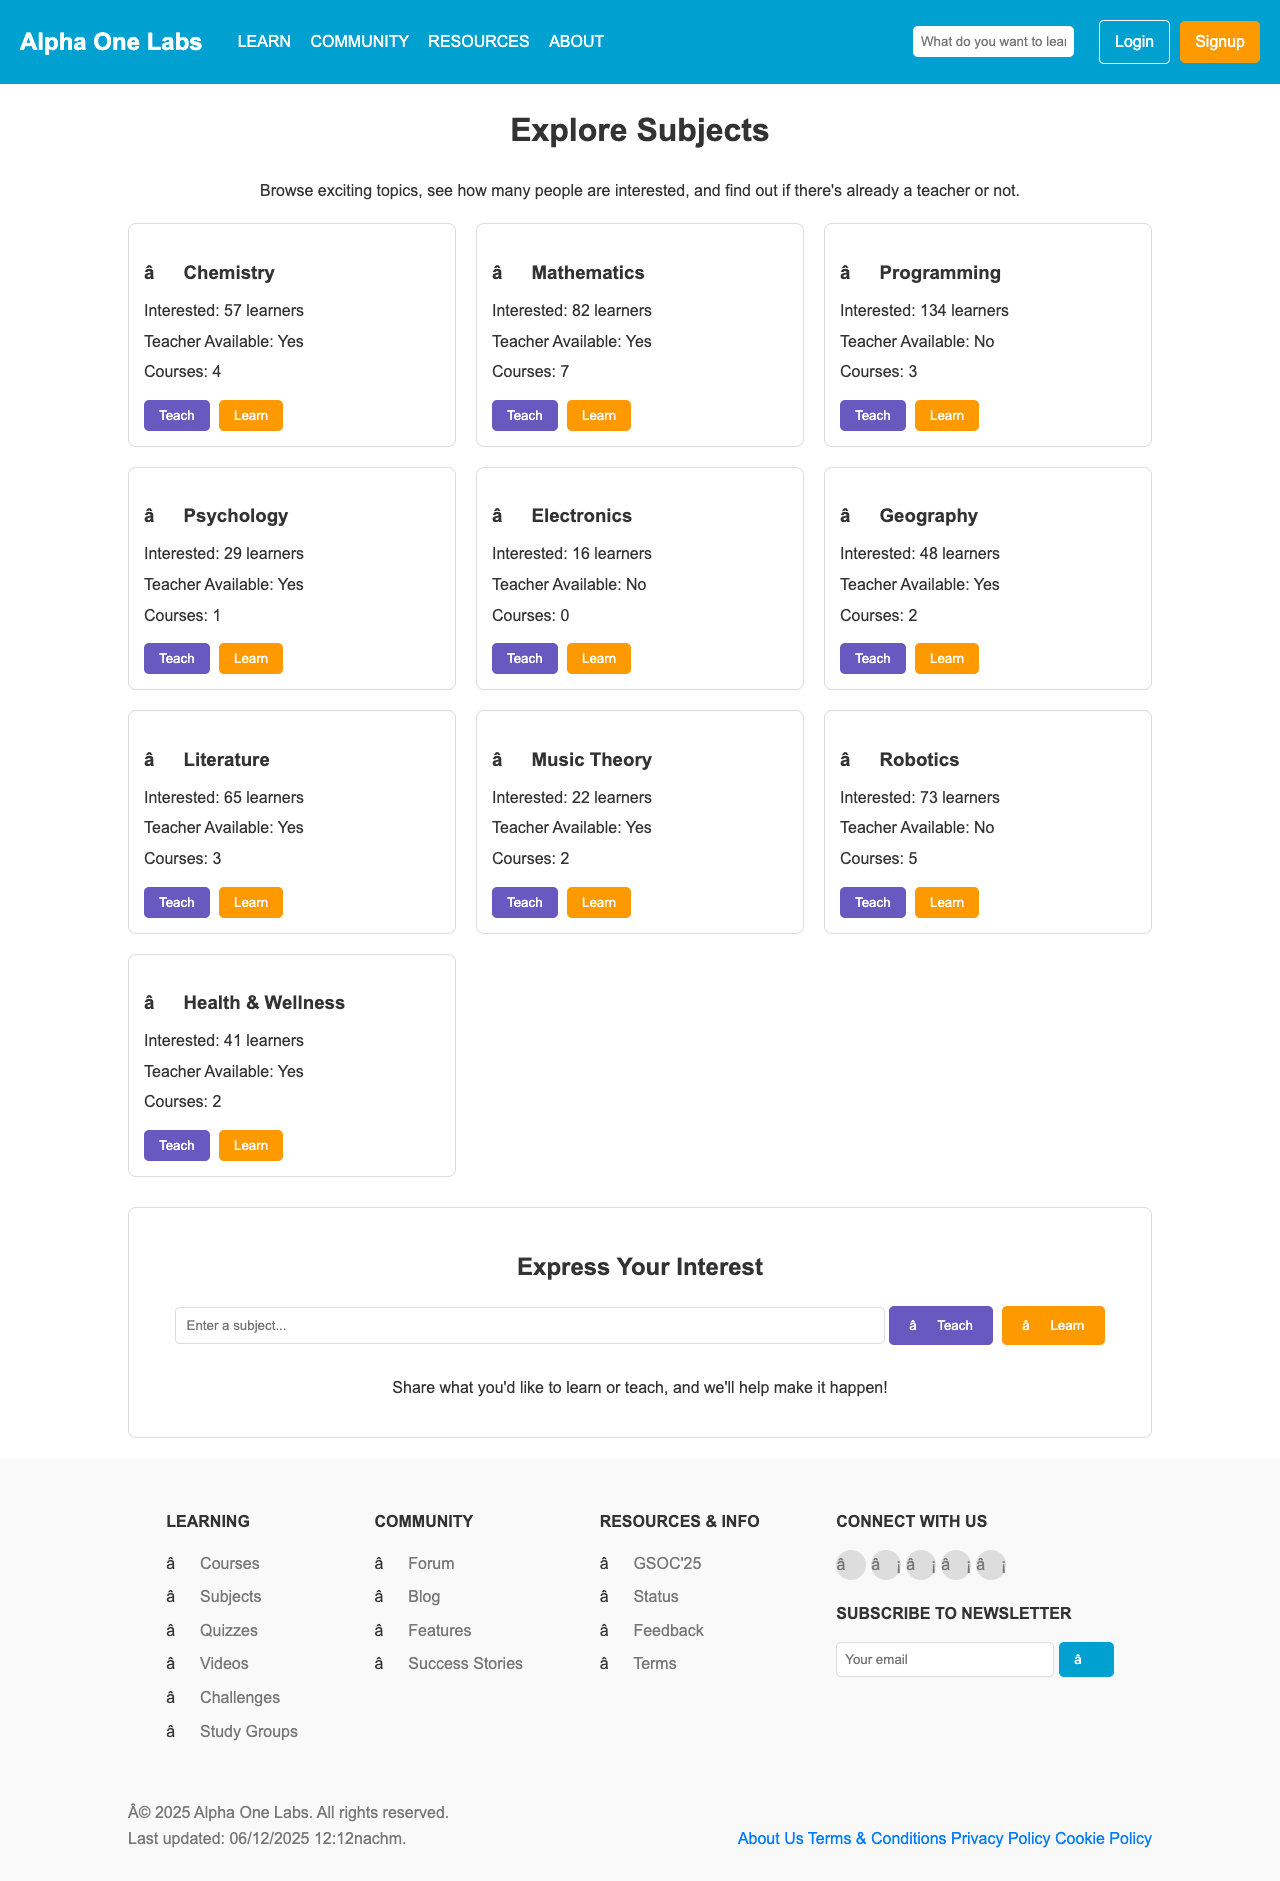 Alpha One Labs LEARN COMMUNITY RESOURCES ABOUT What do you want to lear Login Signup
Explore Subjects
Browse exciting topics, see how many people are interested, and find out if there's already a teacher or not.
â Chemistry
Interested: 57 learners
Teacher Available: Yes
Courses: 4
Teach Learn
â Mathematics
Interested: 82 learners
Teacher Available: Yes
Courses: 7
Teach Learn
â Programming
Interested: 134 learners
Teacher Available: No
Courses: 3
Teach Learn
â Psychology
Interested: 29 learners
Teacher Available: Yes
Courses: 1
Teach Learn
â Electronics
Interested: 16 learners
Teacher Available: No
Courses: 0
Teach Learn
â Geography
Interested: 48 learners
Teacher Available: Yes
Courses: 2
Teach Learn
â Literature
Interested: 65 learners
Teacher Available: Yes
Courses: 3
Teach Learn
â Music Theory
Interested: 22 learners
Teacher Available: Yes
Courses: 2
Teach Learn
â Robotics
Interested: 73 learners
Teacher Available: No
Courses: 5
Teach Learn
â Health & Wellness
Interested: 41 learners
Teacher Available: Yes
Courses: 2
Teach Learn
Express Your Interest
Enter a subject... â Teach â Learn
Share what you'd like to learn or teach, and we'll help make it happen!
LEARNING
â Courses
â Subjects
â Quizzes
â Videos
â Challenges
â Study Groups
COMMUNITY
â Forum
â Blog
â Features
â Success Stories
RESOURCES & INFO
â GSOC'25
â Status
â Feedback
â Terms
CONNECT WITH US
â â ¡ â ¡ â ¡ â ¡
SUBSCRIBE TO NEWSLETTER
Your email â
Â© 2025 Alpha One Labs. All rights reserved.
Last updated: 06/12/2025 12:12nachm.
About Us Terms & Conditions Privacy Policy Cookie Policy